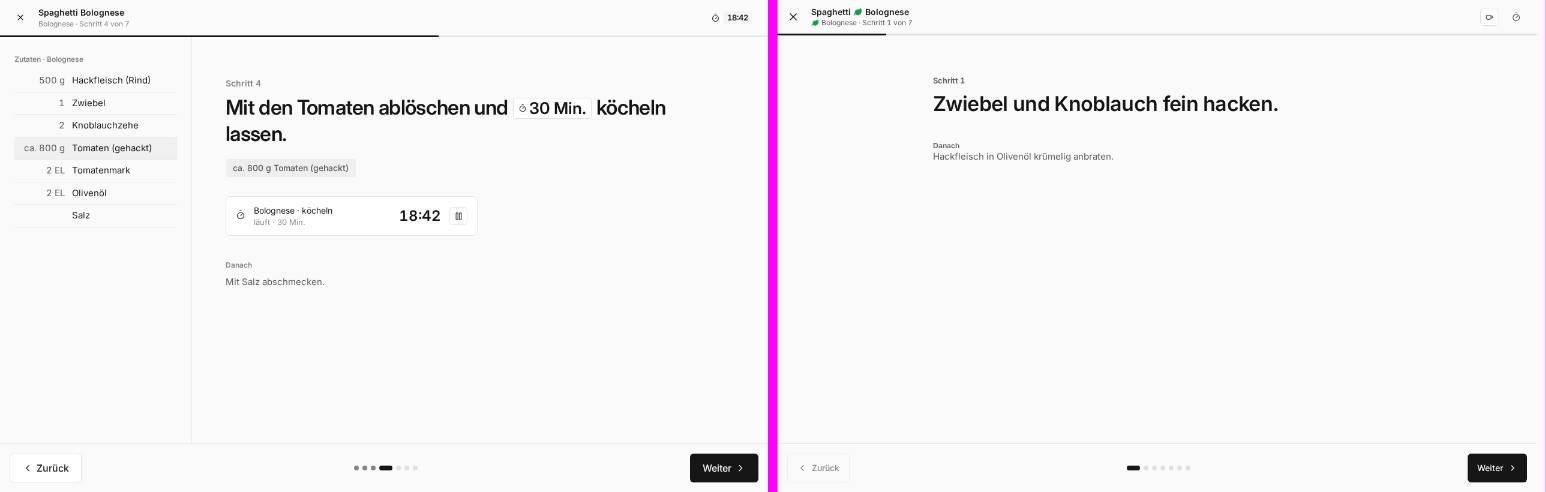 Spaghetti Bolognese
Bolognese · Schritt 4 von 7
18:42
Zutaten · Bolognese
500 g Hackfleisch (Rind)
1 Zwiebel
2 Knoblauchzehe
ca. 800 g Tomaten (gehackt)
2 EL Tomatenmark
2 EL Olivenöl
Salz
Schritt 4
Mit den Tomaten ablöschen und 30 Min. köcheln
lassen.
ca. 800 g Tomaten (gehackt)
Bolognese · köcheln
läuft · 30 Min.
18:42
Danach
Mit Salz abschmecken.
Zurück
Weiter
Spaghetti Bolognese
Bolognese · Schritt 1 von 7
Schritt 1
Zwiebel und Knoblauch fein hacken.
Danach
Hackfleisch in Olivenöl krümelig anbraten.
Zurück
Weiter